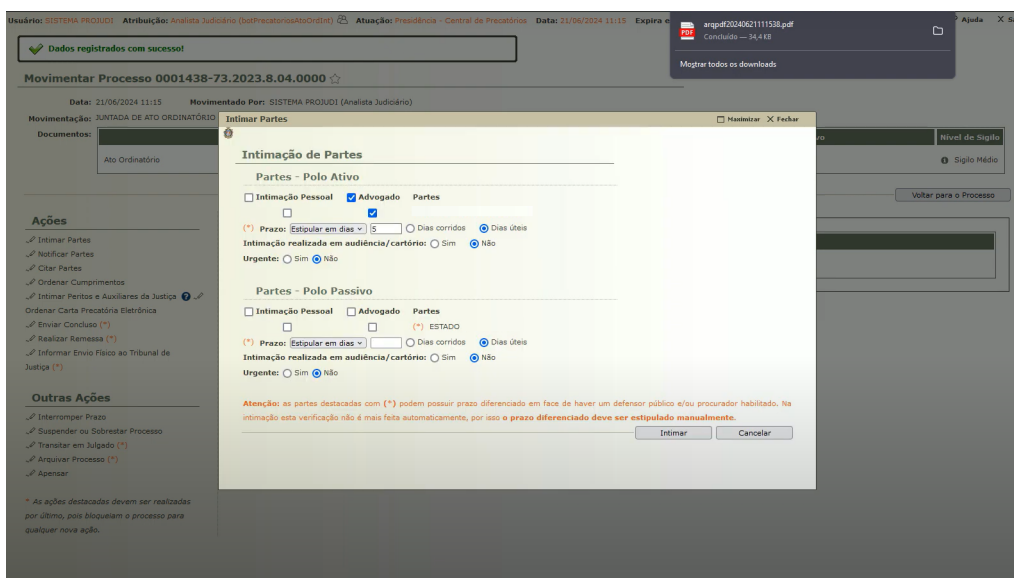 Usuário: SISTEMA PROJUDI Atribuição: Analista Judiciário (botPrecatoriosAtoOrdInt) Atuação: Presidência - Central de Precatórios Data: 21/06/2024 11:15 Expira e
Ajuda X S
arqpdf20240621111538.pdf
Concluído — 34,4 KB
Mostrar todos os downloads
Dados registrados com sucesso!
Movimentar Processo 0001438-73.2023.8.04.0000
Data: 21/06/2024 11:15 Movimentado Por: SISTEMA PROJUDI (Analista Judiciário)
Movimentação: JUNTADA DE ATO ORDINATÓRIO
Documentos:
Nível de Sigilo
Ato Ordinatório
Sigilo Médio
Voltar para o Processo
Ações
Intimar Partes
Notificar Partes
Citar Partes
Ordenar Cumprimentos
Intimar Peritos e Auxiliares da Justiça
Ordenar Carta Precatória Eletrônica
Enviar Concluso (*)
Realizar Remessa (*)
Informar Envio Físico ao Tribunal de
Justiça (*)
Outras Ações
Interromper Prazo
Suspender ou Sobrestar Processo
Transitar em Julgado (*)
Arquivar Processo (*)
Apensar
* As ações destacadas devem ser realizadas
por último, pois bloqueiam o processo para
qualquer nova ação.
Intimar Partes
Maximizar X Fechar
Intimação de Partes
Partes - Polo Ativo
Intimação Pessoal Advogado Partes
(*) Prazo: Estipular em dias 5 Dias corridos Dias úteis
Intimação realizada em audiência/cartório: Sim Não
Urgente: Sim Não
Partes - Polo Passivo
Intimação Pessoal Advogado Partes
(*) ESTADO
(*) Prazo: Estipular em dias Dias corridos Dias úteis
Intimação realizada em audiência/cartório: Sim Não
Urgente: Sim Não
Atenção: as partes destacadas com (*) podem possuir prazo diferenciado em face de haver um defensor público e/ou procurador habilitado. Na
intimação esta verificação não é mais feita automaticamente, por isso o prazo diferenciado deve ser estipulado manualmente.
Intimar Cancelar